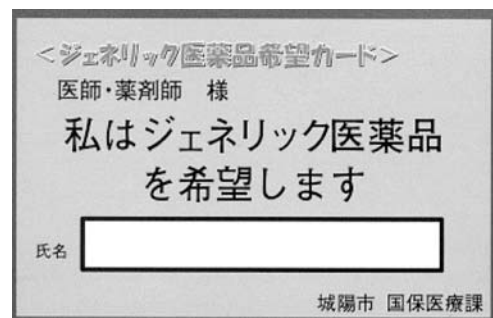 ＜ジェネリック医薬品希望カード＞
医師・薬剤師　様
私はジェネリック医薬品
を希望します
氏名
城陽市 国保医療課